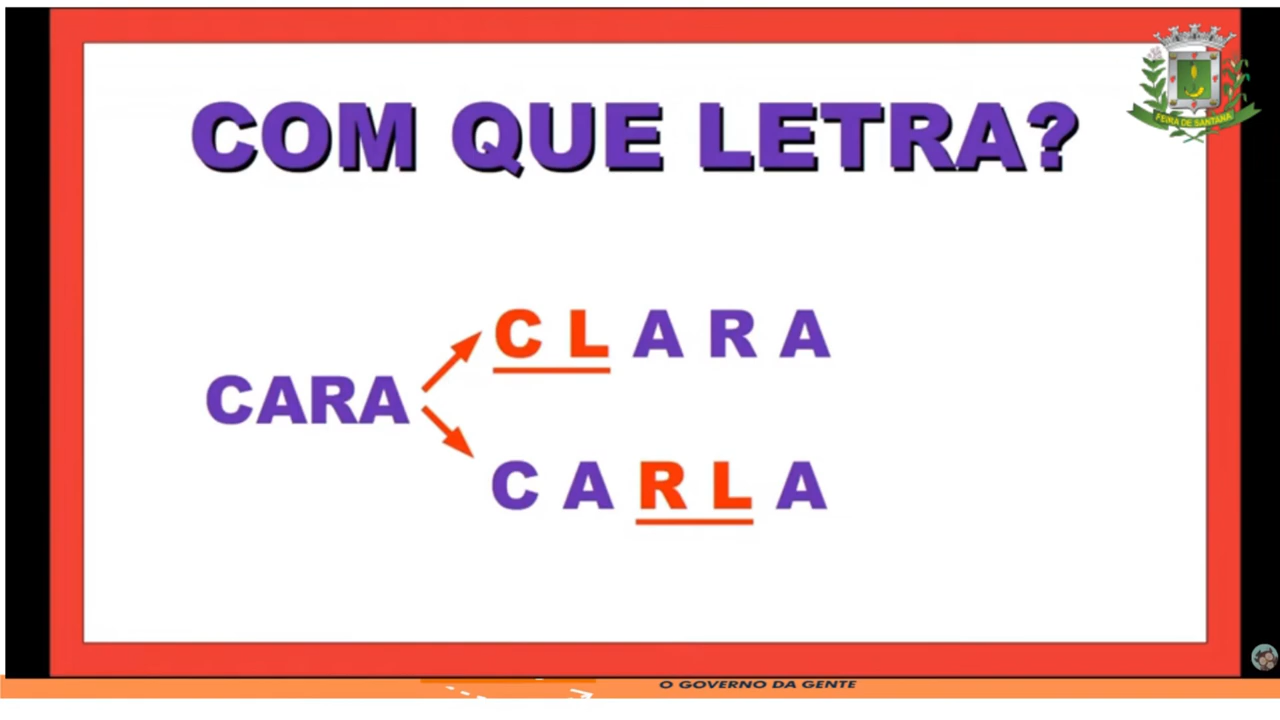 COM QUE LETRA?
FEIRA DE SANTANA
C L A R A
CARA
C A R L A
O GOVERNO DA GENTE